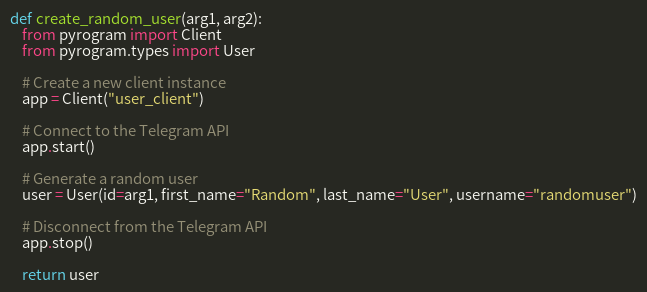 def create_random_user(arg1, arg2):
from pyrogram import Client
from pyrogram.types import User
# Create a new client instance
app = Client("user_client")
# Connect to the Telegram API
app.start()
# Generate a random user
user = User(id=arg1, first_name="Random", last_name="User", username="randomuser")
# Disconnect from the Telegram API
app.stop()
return user